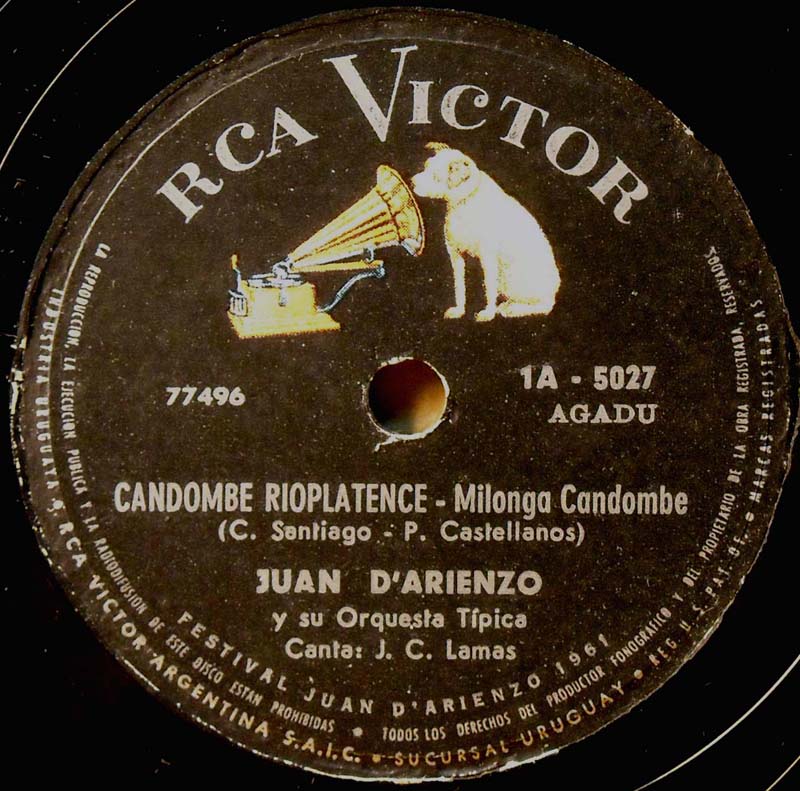 RCA VICTOR
77496
1A - 5027
AGADU
CANDOMBE RIOPLATENCE - Milonga Candombe
(C. Santiago - P. Castellanos)
JUAN D'ARIENZO
y su Orquesta Típica
Canta: J. C. Lamas
FESTIVAL JUAN D'ARIENZO 1961
LA REPRODUCCION, LA EJECUCION PUBLICA Y LA RADIODIFUSION DE ESTE DISCO ESTAN PROHIBIDAS • TODOS LOS DERECHOS DEL PRODUCTOR FONOGRAFICO Y DEL PROPIETARIO DE LA OBRA REGISTRADA, RESERVADOS.
INDUSTRIA URUGUAYA • RCA VICTOR ARGENTINA S.A.I.C. • SUCURSAL URUGUAY • REG. U. S. PAT. OF. • MARCAS REGISTRADAS